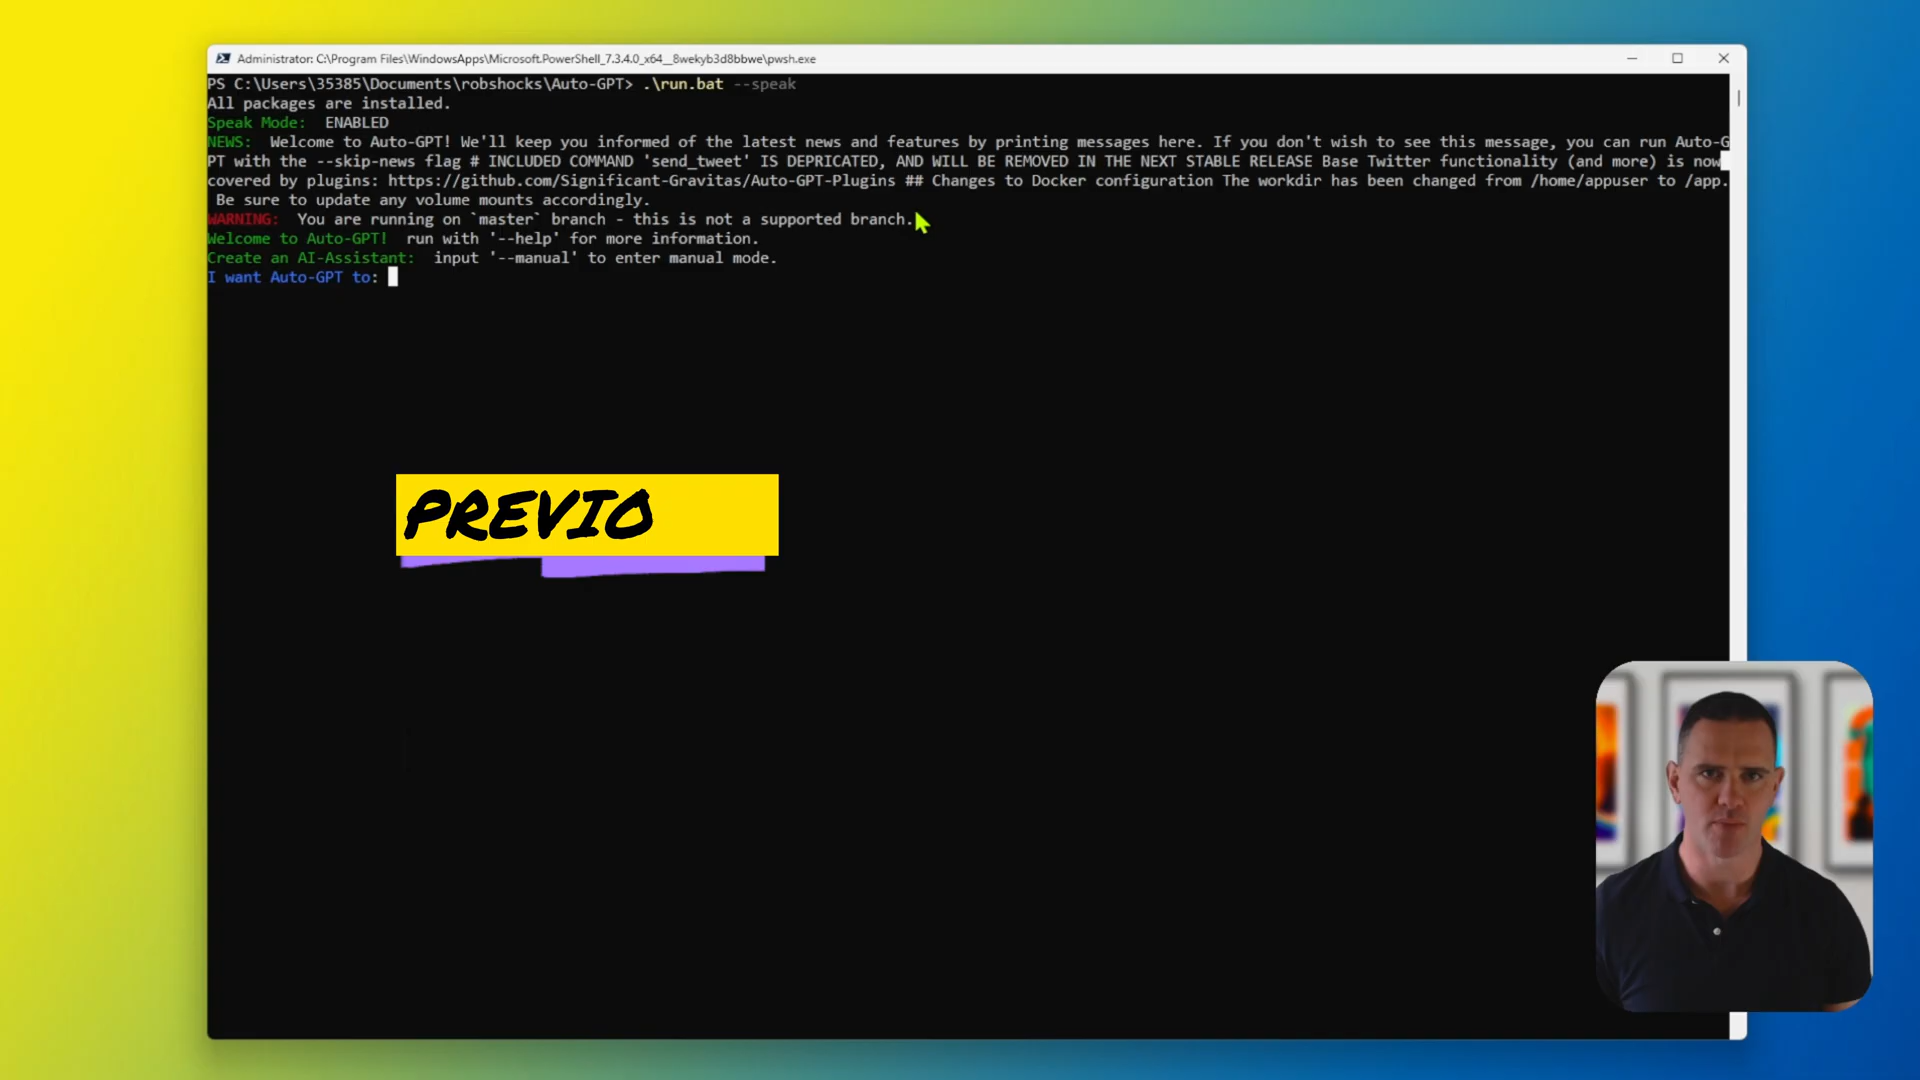 Administrator: C:\Program Files\WindowsApps\Microsoft.PowerShell_7.3.4.0_x64__8wekyb3d8bbwe\pwsh.exe
PS C:\Users\35385\Documents\robshocks\Auto-GPT> .\run.bat --speak
All packages are installed.
Speak Mode:  ENABLED
NEWS:  Welcome to Auto-GPT! We'll keep you informed of the latest news and features by printing messages here. If you don't wish to see this message, you can run Auto-G
PT with the --skip-news flag # INCLUDED COMMAND 'send_tweet' IS DEPRICATED, AND WILL BE REMOVED IN THE NEXT STABLE RELEASE Base Twitter functionality (and more) is now
covered by plugins: https://github.com/Significant-Gravitas/Auto-GPT-Plugins ## Changes to Docker configuration The workdir has been changed from /home/appuser to /app.
Be sure to update any volume mounts accordingly.
WARNING:  You are running on `master` branch - this is not a supported branch.
Welcome to Auto-GPT!  run with '--help' for more information.
Create an AI-Assistant:  input '--manual' to enter manual mode.
I want Auto-GPT to:
PREVIO